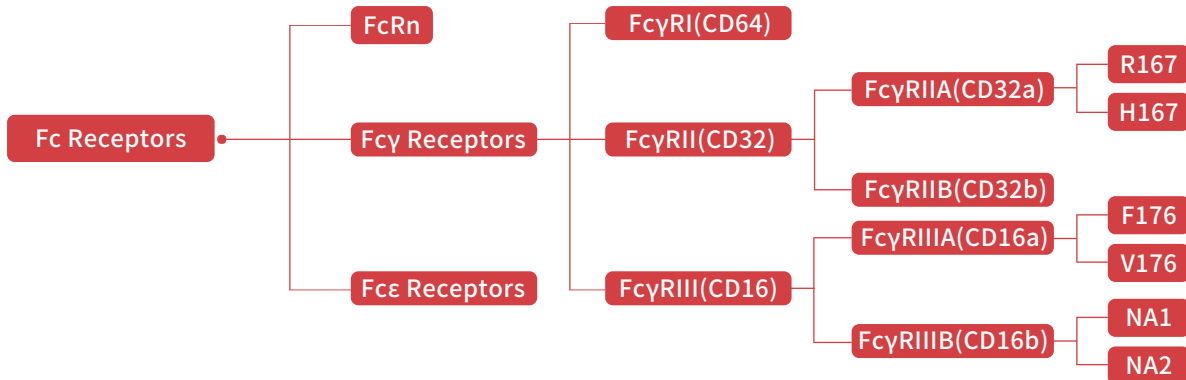 Fc Receptors
FcRn
Fcγ Receptors
Fcε Receptors
FcγRI(CD64)
FcγRII(CD32)
FcγRIII(CD16)
FcγRIIA(CD32a)
FcγRIIB(CD32b)
FcγRIIIA(CD16a)
FcγRIIIB(CD16b)
R167
H167
F176
V176
NA1
NA2